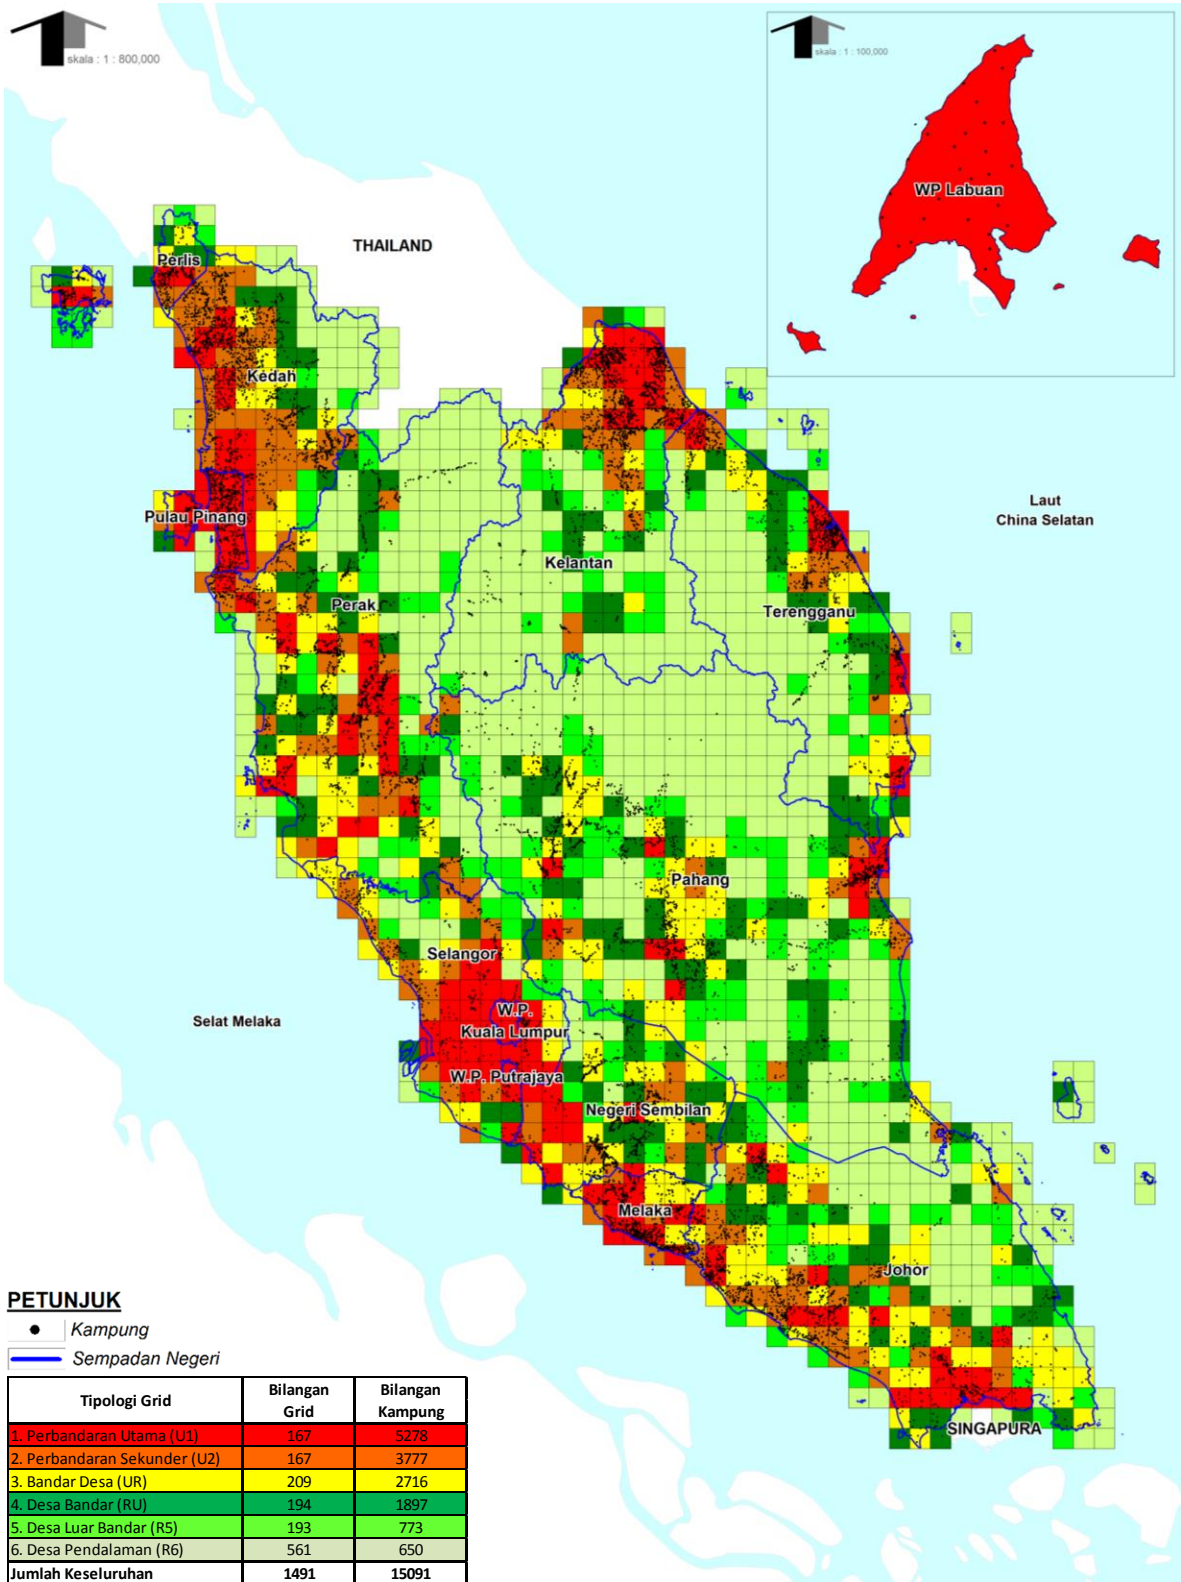 skala : 1 : 800,000
skala : 1 : 100,000
WP Labuan
THAILAND
Perlis
Kedah
Pulau Pinang
Laut
China Selatan
Kelantan
Perak
Terengganu
Pahang
Selangor
Selat Melaka
W.P.
Kuala Lumpur
W.P. Putrajaya
Negeri Sembilan
Melaka
Johor
SINGAPURA
PETUNJUK
Kampung
Sempadan Negeri
Tipologi Grid Bilangan Grid Bilangan Kampung
1. Perbandaran Utama (U1) 167 5278
2. Perbandaran Sekunder (U2) 167 3777
3. Bandar Desa (UR) 209 2716
4. Desa Bandar (RU) 194 1897
5. Desa Luar Bandar (R5) 193 773
6. Desa Pendalaman (R6) 561 650
Jumlah Keseluruhan 1491 15091